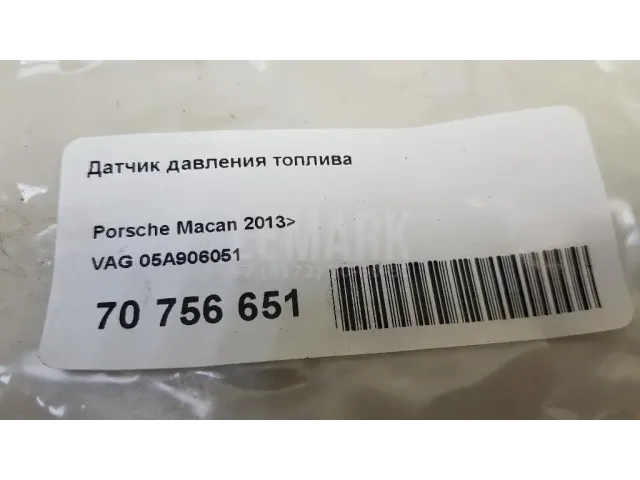 Датчик давления топлива
Porsche Macan 2013>
VAG 05A906051
70 756 651